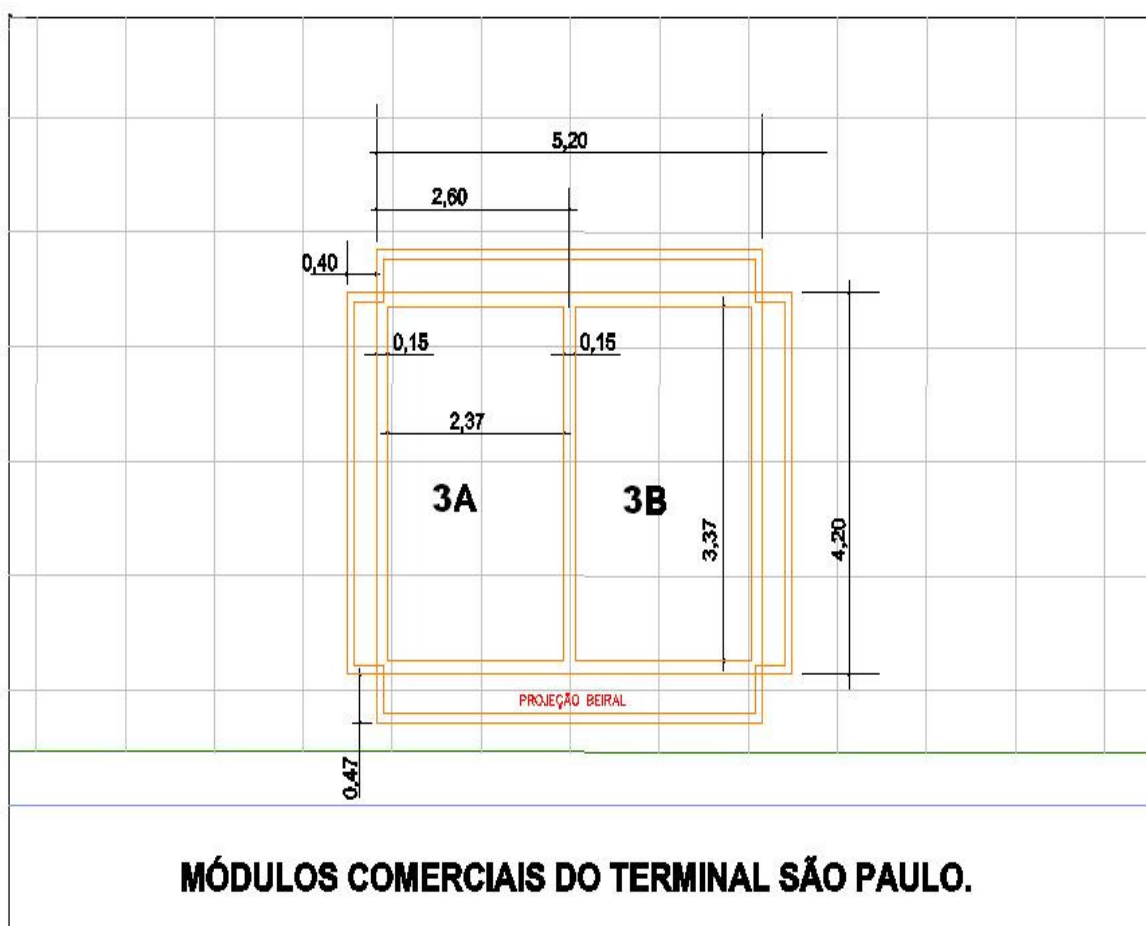 5,20
2,60
0,40
0,15
0,15
2,37
3A
3B
3,37
4,20
PROJEÇÃO BEIRAL
0,47
MÓDULOS COMERCIAIS DO TERMINAL SÃO PAULO.